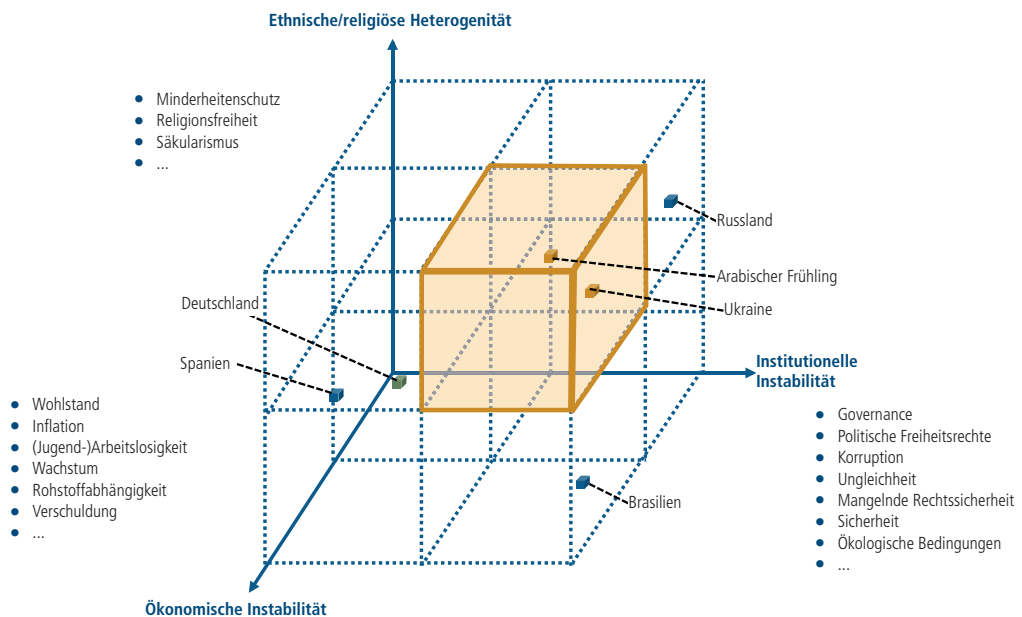 Ethnische/religiöse Heterogenität
● Minderheitenschutz
● Religionsfreiheit
● Säkularismus
● ...
Russland
Arabischer Frühling
Ukraine
Deutschland
Spanien
Institutionelle
Instabilität
● Wohlstand
● Inflation
● (Jugend-)Arbeitslosigkeit
● Wachstum
● Rohstoffabhängigkeit
● Verschuldung
● ...
● Governance
● Politische Freiheitsrechte
● Korruption
● Ungleichheit
● Mangelnde Rechtssicherheit
● Sicherheit
● Ökologische Bedingungen
● ...
Brasilien
Ökonomische Instabilität